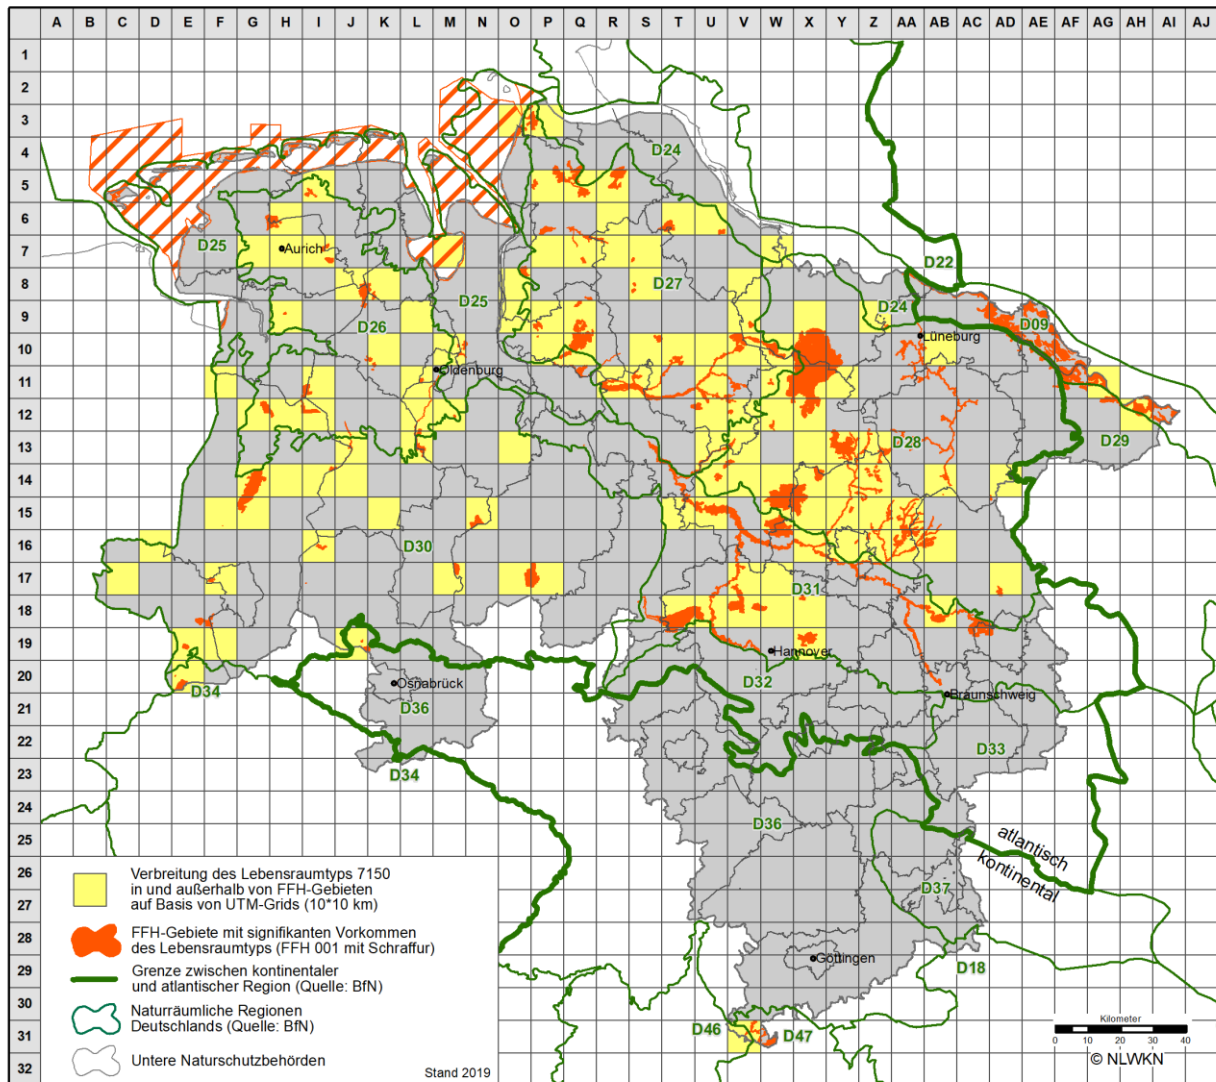 A B C D E F G H I J K L M N O P Q R S T U V W X Y Z AA AB AC AD AE AF AG AH AI AJ
1
2
3
4
D24
5
6
D25
Aurich
7
D22
8
D25
D27
D24
9
D26
D09
Lüneburg
10
Oldenburg
11
12
13
D28
D29
14
15
16
D30
17
D31
18
19
Hannover
20
Osnabrück
D32
D34
D36
Braunschweig
21
22
D33
23
D34
24
D36
25
atlantisch
kontinental
26
D37
27
28
29
Göttingen
D18
30
31
D46
D47
32
Verbreitung des Lebensraumtyps 7150
in und außerhalb von FFH-Gebieten
auf Basis von UTM-Grids (10*10 km)
FFH-Gebiete mit signifikanten Vorkommen
des Lebensraumtyps (FFH 001 mit Schraffur)
Grenze zwischen kontinentaler
und atlantischer Region (Quelle: BfN)
Naturräumliche Regionen
Deutschlands (Quelle: BfN)
Untere Naturschutzbehörden
Stand 2019
Kilometer
0 5 10 20 30 40
© NLWKN